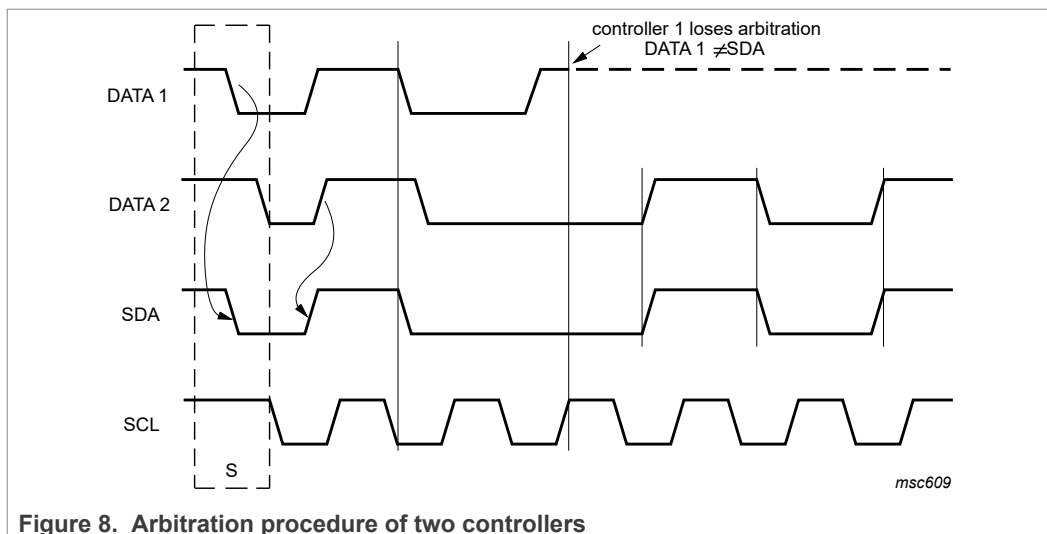 controller 1 loses arbitration
DATA 1 ≠SDA
DATA 1
DATA 2
SDA
SCL
S
msc609
Figure 8. Arbitration procedure of two controllers